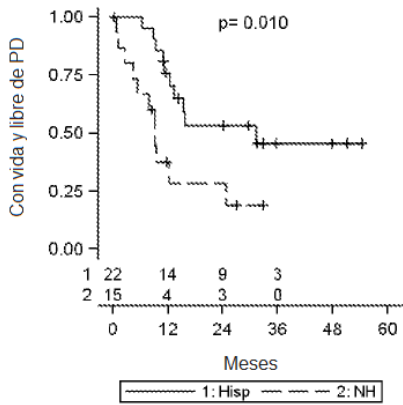 Con vida y libre de PD
p= 0.010
1.00
0.75
0.50
0.25
0.00
1 22 14 9 3
2 15 4 3 0
0 12 24 36 48 60
Meses
1: Hisp 2: NH